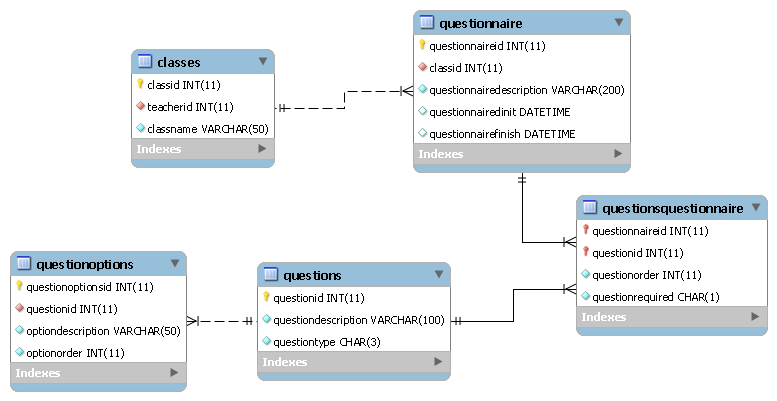 questionnaire
questionnaireid INT(11)
classid INT(11)
questionnairedescription VARCHAR(200)
questionnairedinit DATETIME
questionnairefinish DATETIME
Indexes
classes
classid INT(11)
teacherid INT(11)
classname VARCHAR(50)
Indexes
questionsquestionnaire
questionnaireid INT(11)
questionid INT(11)
questionorder INT(11)
questionrequired CHAR(1)
Indexes
questionoptions
questionoptionsid INT(11)
questionid INT(11)
optiondescription VARCHAR(50)
optionorder INT(11)
Indexes
questions
questionid INT(11)
questiondescription VARCHAR(100)
questiontype CHAR(3)
Indexes